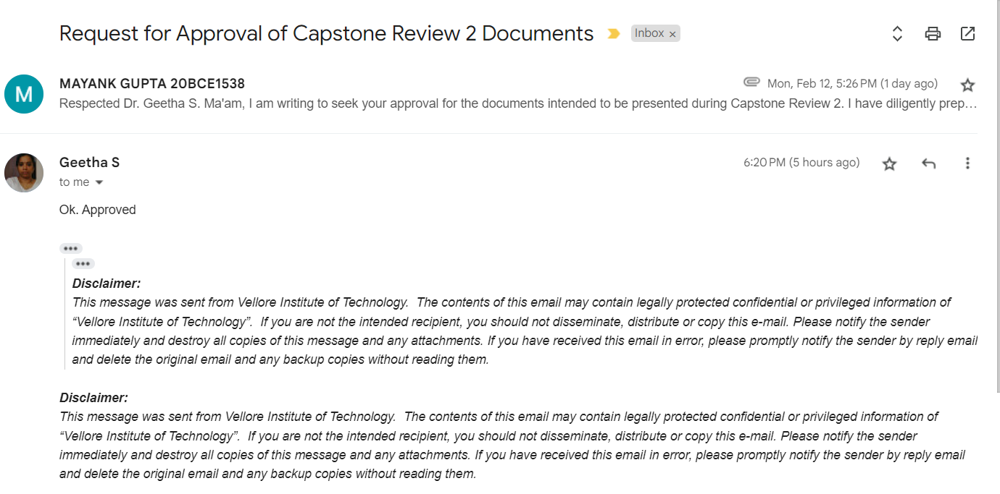 Request for Approval of Capstone Review 2 Documents Inbox ×
M MAYANK GUPTA 20BCE1538 Mon, Feb 12, 5:26 PM (1 day ago)
Respected Dr. Geetha S. Ma'am, I am writing to seek your approval for the documents intended to be presented during Capstone Review 2. I have diligently prep…
Geetha S 6:20 PM (5 hours ago)
to me
Ok. Approved
Disclaimer:
This message was sent from Vellore Institute of Technology.  The contents of this email may contain legally protected confidential or privileged information of
“Vellore Institute of Technology”.  If you are not the intended recipient, you should not disseminate, distribute or copy this e-mail. Please notify the sender
immediately and destroy all copies of this message and any attachments. If you have received this email in error, please promptly notify the sender by reply email
and delete the original email and any backup copies without reading them.
Disclaimer:
This message was sent from Vellore Institute of Technology.  The contents of this email may contain legally protected confidential or privileged information of
“Vellore Institute of Technology”.  If you are not the intended recipient, you should not disseminate, distribute or copy this e-mail. Please notify the sender
immediately and destroy all copies of this message and any attachments. If you have received this email in error, please promptly notify the sender by reply email
and delete the original email and any backup copies without reading them.